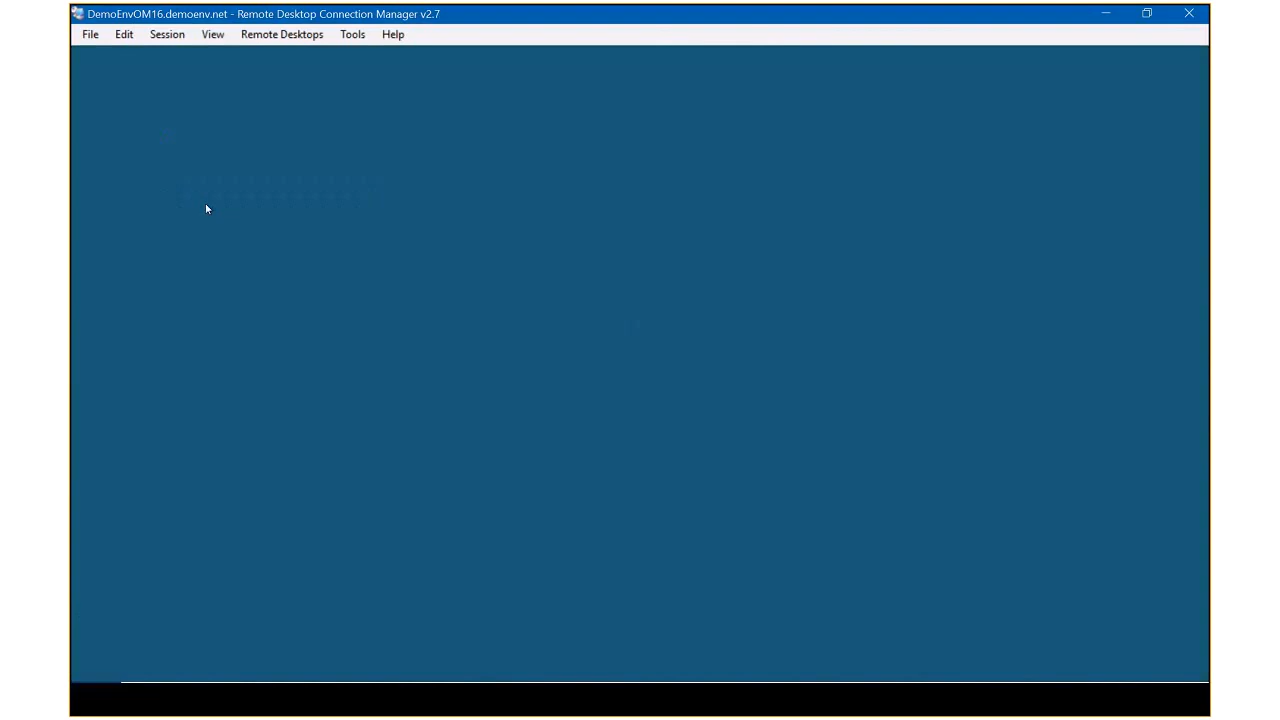 DemoEnvOM16.demoenv.net - Remote Desktop Connection Manager v2.7
File Edit Session View Remote Desktops Tools Help